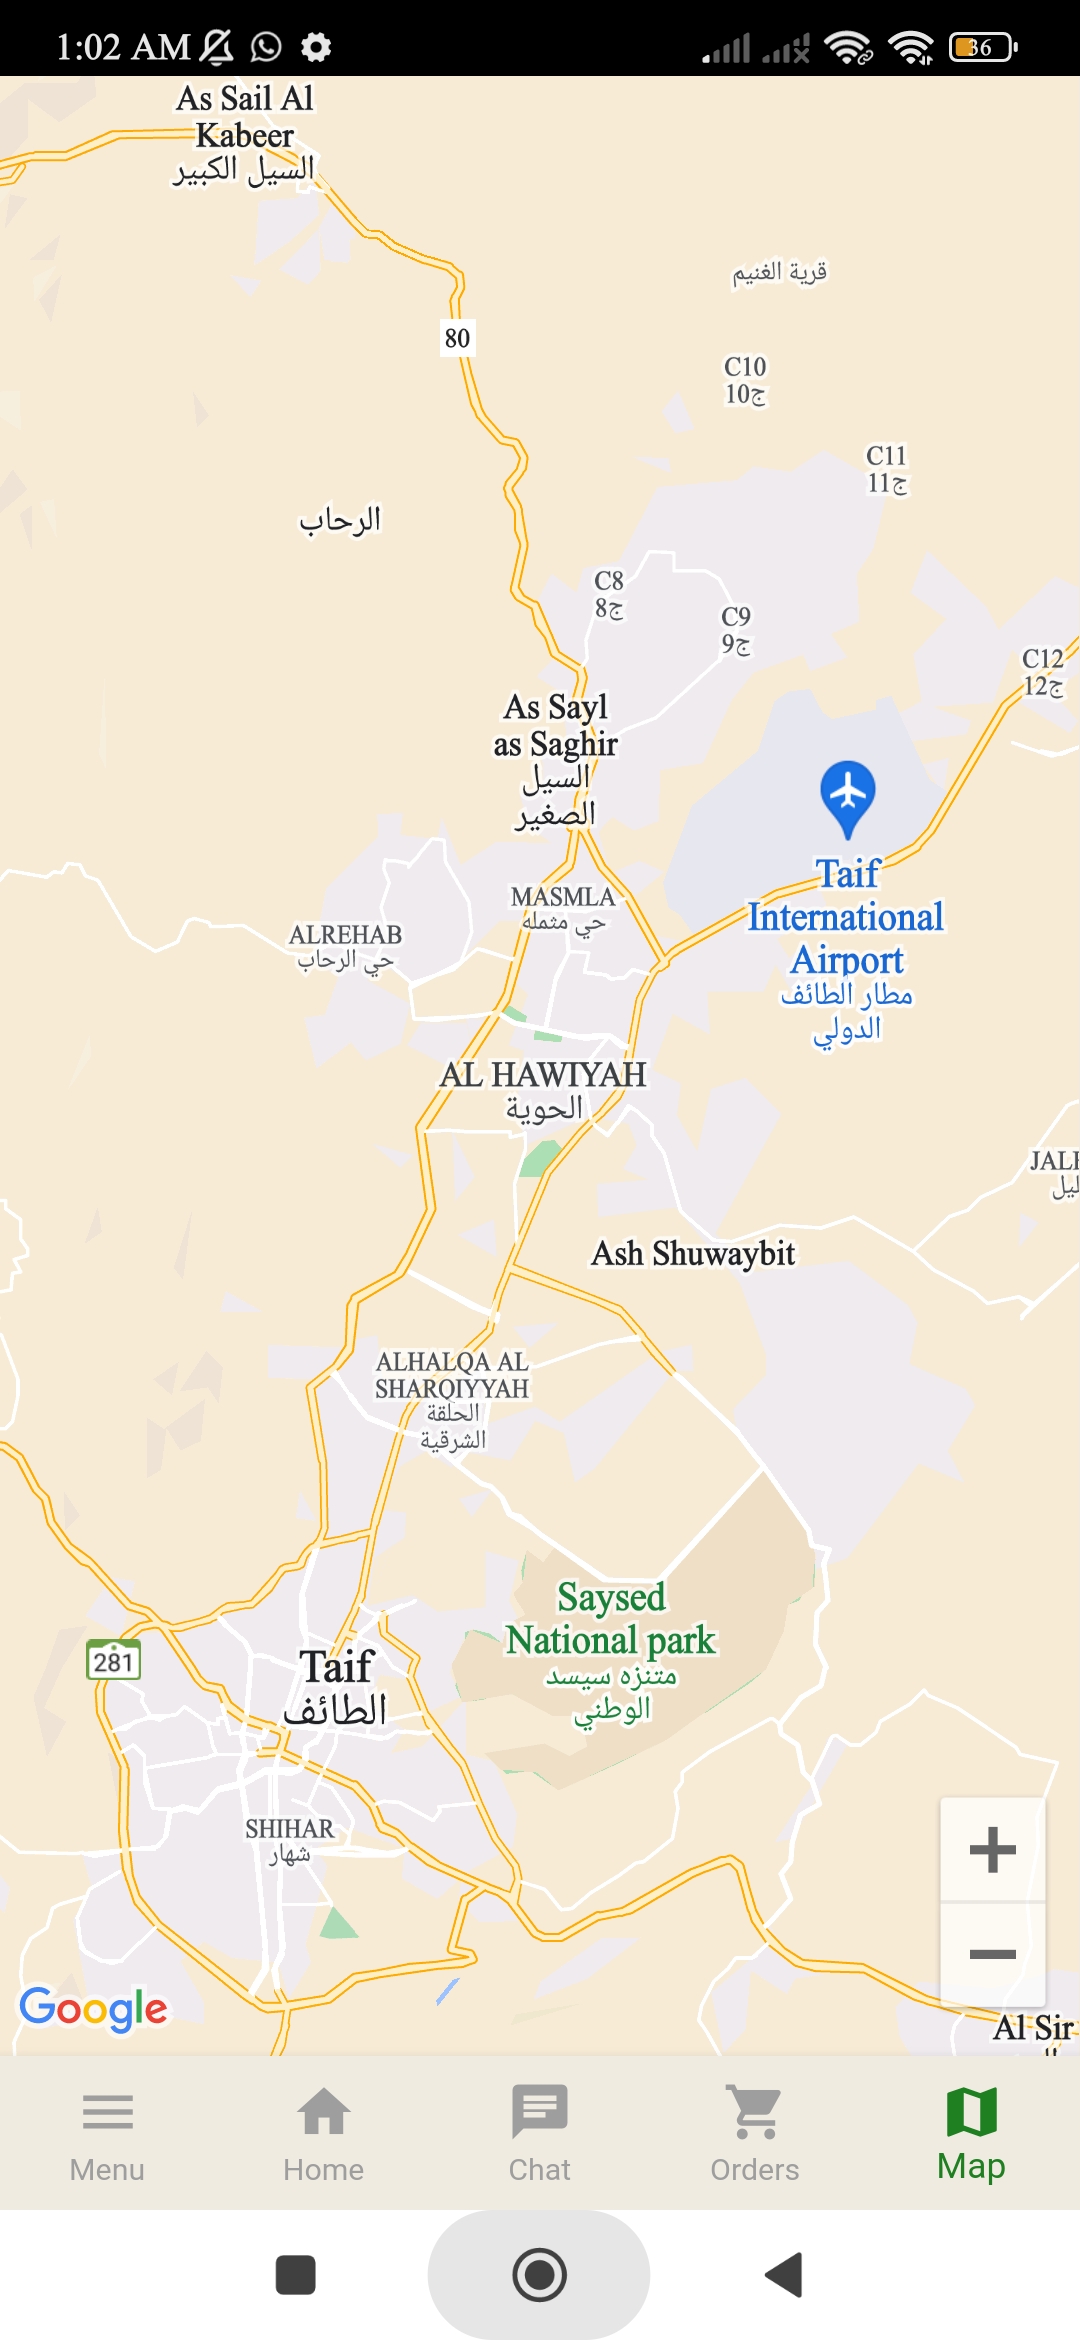 1:02 AM
36
As Sail Al
Kabeer
السيل الكبير
قرية الغنيم
80
C10
ج10
C11
ج11
الرحاب
C8
ج8
C9
ج9
C12
ج12
As Sayl
as Saghir
السيل
الصغير
Taif
International
Airport
مطار الطائف
الدولي
MASMLA
حي مثمله
ALREHAB
حي الرحاب
AL HAWIYAH
الحوية
JALI
ليل
Ash Shuwaybit
ALHALQA AL
SHARQIYYAH
الحلقة
الشرقية
Saysed
National park
متنزه سيسد
الوطني
281
Taif
الطائف
SHIHAR
شهار
+
−
Google
Al Sir
Menu
Home
Chat
Orders
Map